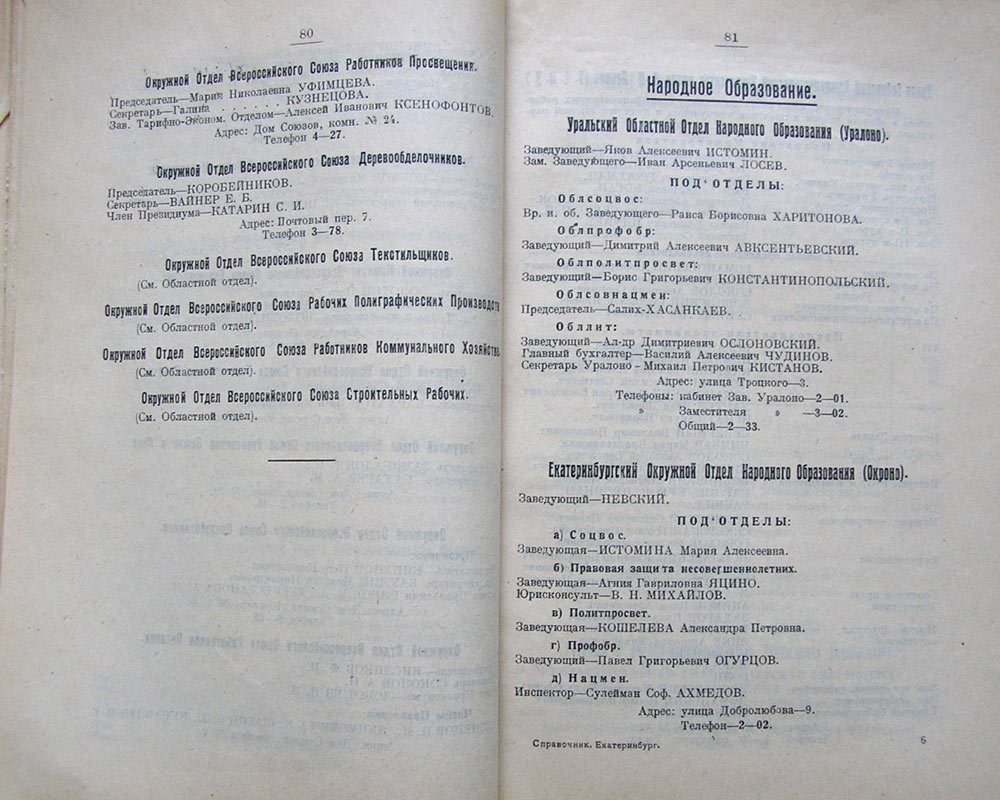 80
Окружной Отдел Всероссийского Союза Работников Просвещения.
Председатель—Мария Николаевна УФИМЦЕВА.
Секретарь—Галина . . . . . . КУЗНЕЦОВА.
Зав. Тарифно-Эконом. Отделом—Алексей Иванович КСЕНОФОНТОВ.
Адрес: Дом Союзов, комн. № 24.
Телефон 4—27.
Окружной Отдел Всероссийского Союза Деревообделочников.
Председатель—КОРОБЕЙНИКОВ.
Секретарь—ВАЙНЕР Е. Б.
Член Президиума—КАТАРИН С. И.
Адрес: Почтовый пер. 7.
Телефон 3—78.
Окружной Отдел Всероссийского Союза Текстильщиков.
(См. Областной отдел).
Окружной Отдел Всероссийского Союза Рабочих Полиграфических Производств
(См. Областной отдел).
Окружной Отдел Всероссийского Союза Работников Коммунального Хозяйства.
(См. Областной отдел).
Окружной Отдел Всероссийского Союза Строительных Рабочих.
(См. Областной отдел).
81
Народное Образование.
Уральский Областной Отдел Народного Образования (Уралоно).
Заведующий—Яков Алексеевич ИСТОМИН.
Зам. Заведующего—Иван Арсеньевич ЛОСЕВ.
ПОД'ОТДЕЛЫ:
Облсоцвос:
Вр. и. об. Заведующего—Раиса Борисовна ХАРИТОНОВА.
Облпрофобр:
Заведующий—Димитрий Алексеевич АВКСЕНТЬЕВСКИЙ.
Облполитпросвет:
Заведующий—Борис Григорьевич КОНСТАНТИНОПОЛЬСКИЙ.
Облсовнацмен:
Председатель—Салих-ХАСАНКАЕВ.
Обллит:
Заведующий—Ал-др Димитриевич ОСЛОНОВСКИЙ.
Главный бухгалтер—Василий Алексеевич ЧУДИНОВ.
Секретарь Уралоно - Михаил Петрович КИСТАНОВ.
Адрес: улица Троцкого—3.
Телефоны: кабинет Зав. Уралоно—2—01.
» Заместителя » —3—02.
Общий—2—33.
Екатеринбургский Окружной Отдел Народного Образования (Окроно).
Заведующий—НЕВСКИЙ.
ПОД'ОТДЕЛЫ:
а) Соцвос.
Заведующая—ИСТОМИНА Мария Алексеевна.
б) Правовая защита несовершеннолетних.
Заведующая—Агния Гавриловна ЯЦИНО.
Юрисконсульт—В. Н. МИХАЙЛОВ.
в) Политпросвет.
Заведующая—КОШЕЛЕВА Александра Петровна.
г) Профобр.
Заведующий—Павел Григорьевич ОГУРЦОВ.
д) Нацмен.
Инспектор—Сулейман Соф. АХМЕДОВ.
Адрес: улица Добролюбова—9.
Телефон—2—02.
Справочник. Екатеринбург. 6